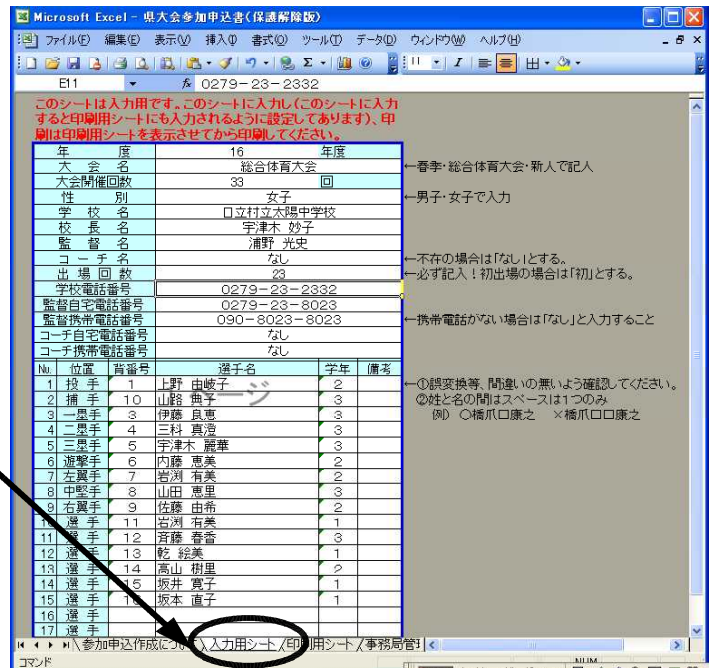 Microsoft Excel - 県大会参加申込書(保護解除版)
ファイル(F) 編集(E) 表示(V) 挿入(I) 書式(O) ツール(T) データ(D) ウィンドウ(W) ヘルプ(H)
E11 fx 0279-23-2332
このシートは入力用です。このシートに入力し(このシートに入力
すると印刷用シートにも入力されるように設定してあります)、印
刷は印刷用シートを表示させてから印刷してください。
年 度 16 年度
大 会 名 総合体育大会 ←春季・総合体育大会・新人で記入
大会開催回数 33 回
性 別 女子 ←男子・女子で入力
学 校 名 口立村立太陽中学校
校 長 名 宇津木 妙子
監 督 名 浦野 光史
コ ー チ 名 なし ←不在の場合は「なし」とする。
出 場 回 数 23 ←必ず記入!初出場の場合は「初」とする。
学校電話番号 0279-23-2332
監督自宅電話番号 0279-23-8023
監督携帯電話番号 090-8023-8023 ←携帯電話がない場合は「なし」と入力すること
コーチ自宅電話番号 なし
コーチ携帯電話番号 なし
No. 位置 背番号 選手名 学年 備考
1 投 手 1 上野 由岐子 2 ←①誤変換等、間違いの無いよう確認してください。
2 捕 手 10 山路 典子 3 ②姓と名の間はスペースは1つのみ
3 一塁手 3 伊藤 良恵 3 例) ○橋爪口康之 ×橋爪口口康之
4 二塁手 4 三科 真澄 3
5 三塁手 5 宇津木 麗華 3
6 遊撃手 6 内藤 恵美 2
7 左翼手 7 岩渕 有美 2
8 中堅手 8 山田 恵里 3
9 右翼手 9 佐藤 由希 2
10 選 手 11 岩渕 有美 1
11 選 手 12 斉藤 春香 3
12 選 手 13 乾 絵美 1
13 選 手 14 高山 樹里 2
14 選 手 15 坂井 寛子 1
15 選 手 16 坂本 直子 1
16 選 手
17 選 手
参加申込作成につい 入力用シート 印刷用シート 事務局管理
コマンド NUM